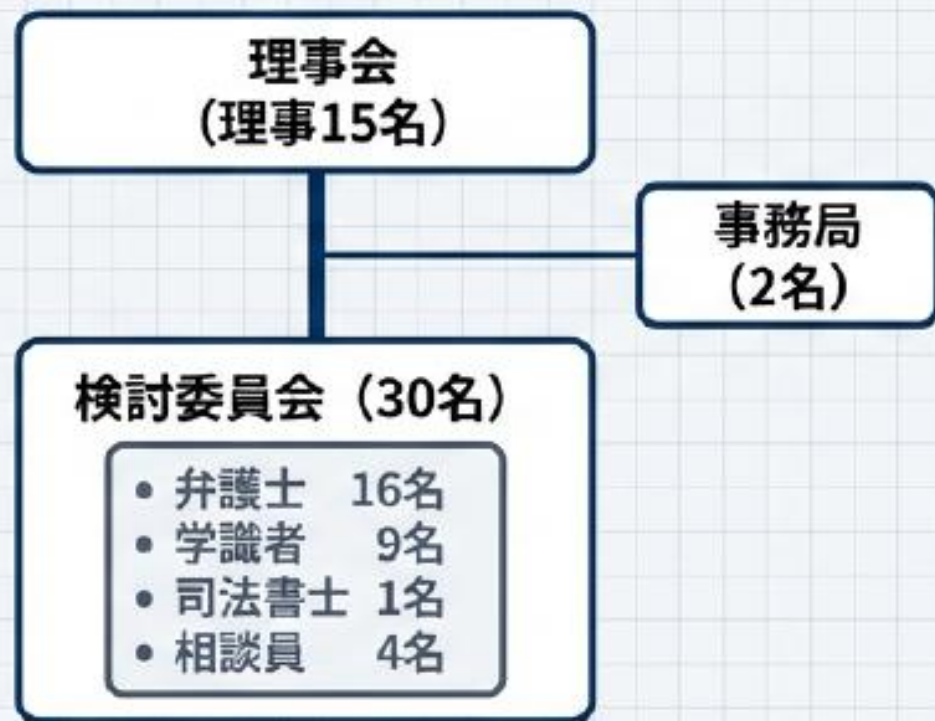 理事会
（理事15名）
事務局
（2名）
検討委員会（30名）
• 弁護士 16名
• 学識者 9名
• 司法書士 1名
• 相談員 4名